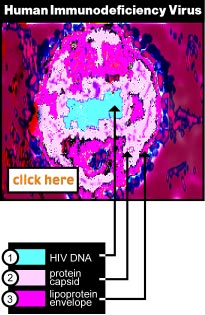 Human Immunodeficiency Virus
click here
1 HIV DNA
2 protein
capsid
3 lipoprotein
envelope